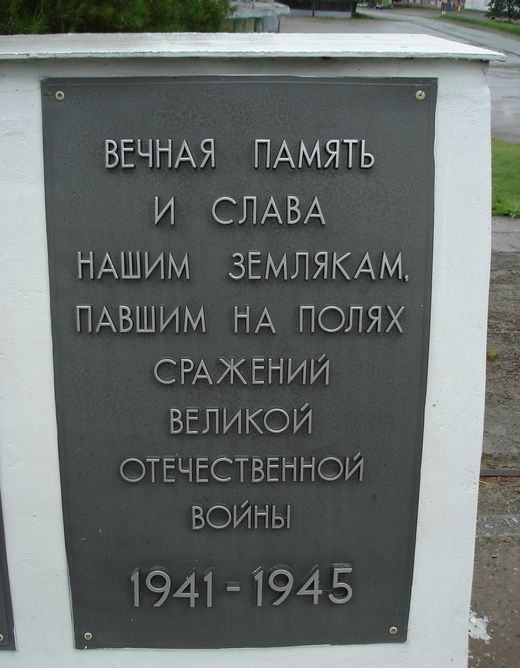 ВЕЧНАЯ ПАМЯТЬ
И СЛАВА
НАШИМ ЗЕМЛЯКАМ,
ПАВШИМ НА ПОЛЯХ
СРАЖЕНИЙ
ВЕЛИКОЙ
ОТЕЧЕСТВЕННОЙ
ВОЙНЫ
1941-1945